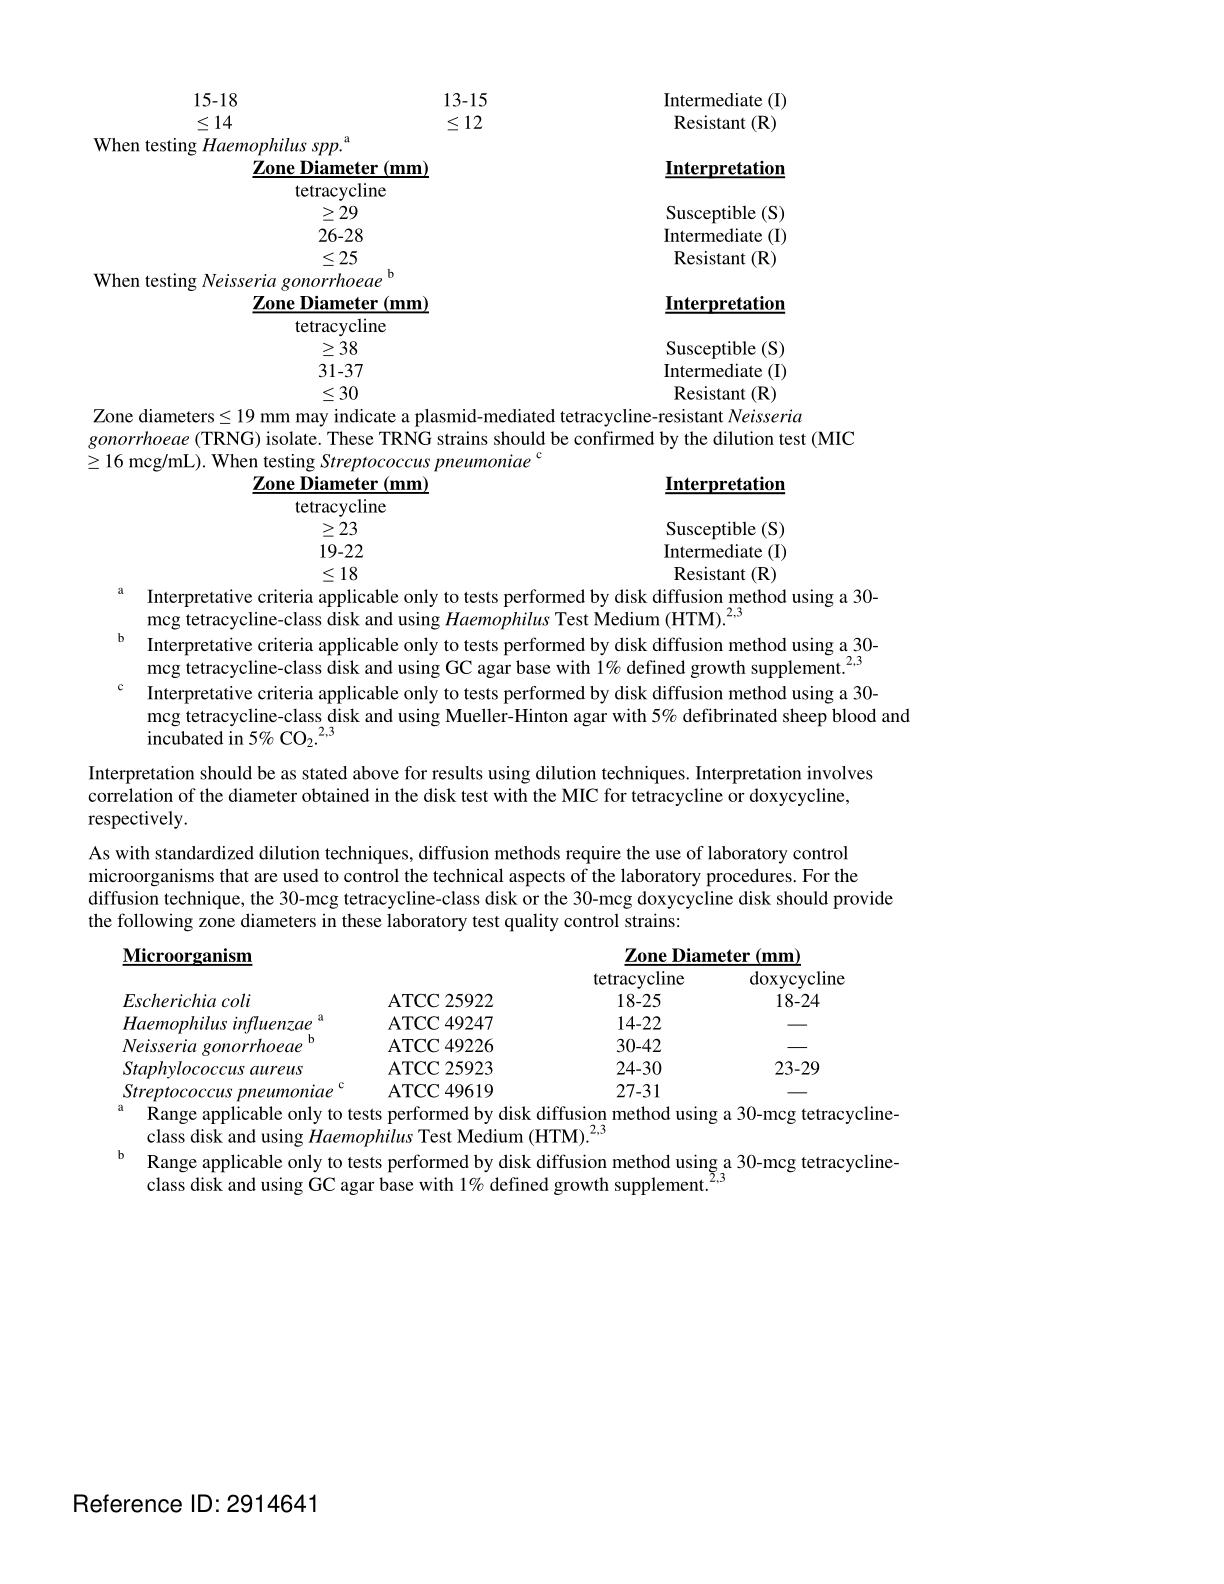 15-18 13-15 Intermediate (I)
≤ 14 ≤ 12 Resistant (R)
When testing Haemophilus spp.a
Zone Diameter (mm) Interpretation
tetracycline
≥ 29 Susceptible (S)
26-28 Intermediate (I)
≤ 25 Resistant (R)
When testing Neisseria gonorrhoeae b
Zone Diameter (mm) Interpretation
tetracycline
≥ 38 Susceptible (S)
31-37 Intermediate (I)
≤ 30 Resistant (R)
Zone diameters ≤ 19 mm may indicate a plasmid-mediated tetracycline-resistant Neisseria
gonorrhoeae (TRNG) isolate. These TRNG strains should be confirmed by the dilution test (MIC
≥ 16 mcg/mL). When testing Streptococcus pneumoniae c
Zone Diameter (mm) Interpretation
tetracycline
≥ 23 Susceptible (S)
19-22 Intermediate (I)
≤ 18 Resistant (R)
a Interpretative criteria applicable only to tests performed by disk diffusion method using a 30-
mcg tetracycline-class disk and using Haemophilus Test Medium (HTM).2,3
b Interpretative criteria applicable only to tests performed by disk diffusion method using a 30-
mcg tetracycline-class disk and using GC agar base with 1% defined growth supplement.2,3
c Interpretative criteria applicable only to tests performed by disk diffusion method using a 30-
mcg tetracycline-class disk and using Mueller-Hinton agar with 5% defibrinated sheep blood and
incubated in 5% CO2.2,3
Interpretation should be as stated above for results using dilution techniques. Interpretation involves
correlation of the diameter obtained in the disk test with the MIC for tetracycline or doxycycline,
respectively.
As with standardized dilution techniques, diffusion methods require the use of laboratory control
microorganisms that are used to control the technical aspects of the laboratory procedures. For the
diffusion technique, the 30-mcg tetracycline-class disk or the 30-mcg doxycycline disk should provide
the following zone diameters in these laboratory test quality control strains:
Microorganism Zone Diameter (mm)
tetracycline doxycycline
Escherichia coli ATCC 25922 18-25 18-24
Haemophilus influenzae a ATCC 49247 14-22 —
Neisseria gonorrhoeae b ATCC 49226 30-42 —
Staphylococcus aureus ATCC 25923 24-30 23-29
Streptococcus pneumoniae c ATCC 49619 27-31 —
a Range applicable only to tests performed by disk diffusion method using a 30-mcg tetracycline-
class disk and using Haemophilus Test Medium (HTM).2,3
b Range applicable only to tests performed by disk diffusion method using a 30-mcg tetracycline-
class disk and using GC agar base with 1% defined growth supplement.2,3
Reference ID: 2914641